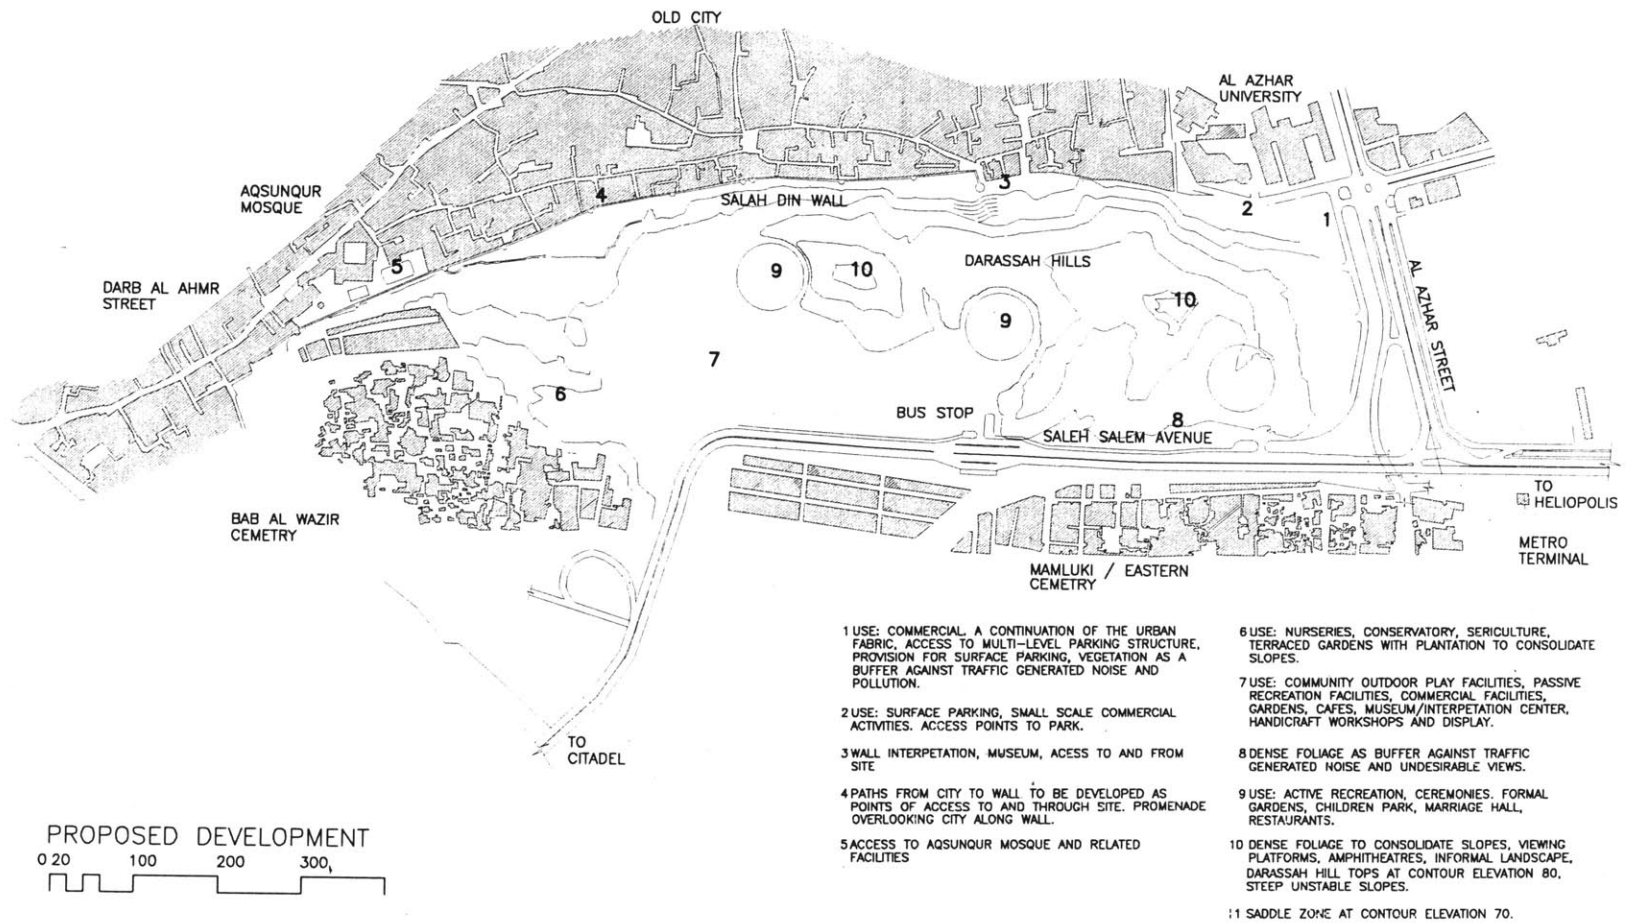 OLD CITY
AL AZHAR
UNIVERSITY
AQSUNQUR
MOSQUE
4
SALAH DIN WALL
3
2
1
5
DARB AL AHMR
STREET
9
10
DARASSAH HILLS
10
9
AL AZHAR STREET
7
6
BUS STOP
8
SALEH SALEM AVENUE
BAB AL WAZIR
CEMETRY
TO
HELIOPOLIS
METRO
TERMINAL
MAMLUKI / EASTERN
CEMETRY
TO
CITADEL
1 USE: COMMERCIAL. A CONTINUATION OF THE URBAN
FABRIC, ACCESS TO MULTI-LEVEL PARKING STRUCTURE,
PROVISION FOR SURFACE PARKING, VEGETATION AS A
BUFFER AGAINST TRAFFIC GENERATED NOISE AND
POLLUTION.
2 USE: SURFACE PARKING, SMALL SCALE COMMERCIAL
ACTIVITIES. ACCESS POINTS TO PARK.
3 WALL INTERPETATION, MUSEUM, ACESS TO AND FROM
SITE
4 PATHS FROM CITY TO WALL TO BE DEVELOPED AS
POINTS OF ACCESS TO AND THROUGH SITE. PROMENADE
OVERLOOKING CITY ALONG WALL.
5 ACCESS TO AQSUNQUR MOSQUE AND RELATED
FACILITIES
6 USE: NURSERIES, CONSERVATORY, SERICULTURE,
TERRACED GARDENS WITH PLANTATION TO CONSOLIDATE
SLOPES.
7 USE: COMMUNITY OUTDOOR PLAY FACILITIES, PASSIVE
RECREATION FACILITIES, COMMERCIAL FACILITIES,
GARDENS, CAFES, MUSEUM/INTERPETATION CENTER,
HANDICRAFT WORKSHOPS AND DISPLAY.
8 DENSE FOLIAGE AS BUFFER AGAINST TRAFFIC
GENERATED NOISE AND UNDESIRABLE VIEWS.
9 USE: ACTIVE RECREATION, CEREMONIES. FORMAL
GARDENS, CHILDREN PARK, MARRIAGE HALL,
RESTAURANTS.
10 DENSE FOLIAGE TO CONSOLIDATE SLOPES, VIEWING
PLATFORMS, AMPHITHEATRES, INFORMAL LANDSCAPE,
DARASSAH HILL TOPS AT CONTOUR ELEVATION 80,
STEEP UNSTABLE SLOPES.
11 SADDLE ZONE AT CONTOUR ELEVATION 70.
PROPOSED DEVELOPMENT
0 20 100 200 300